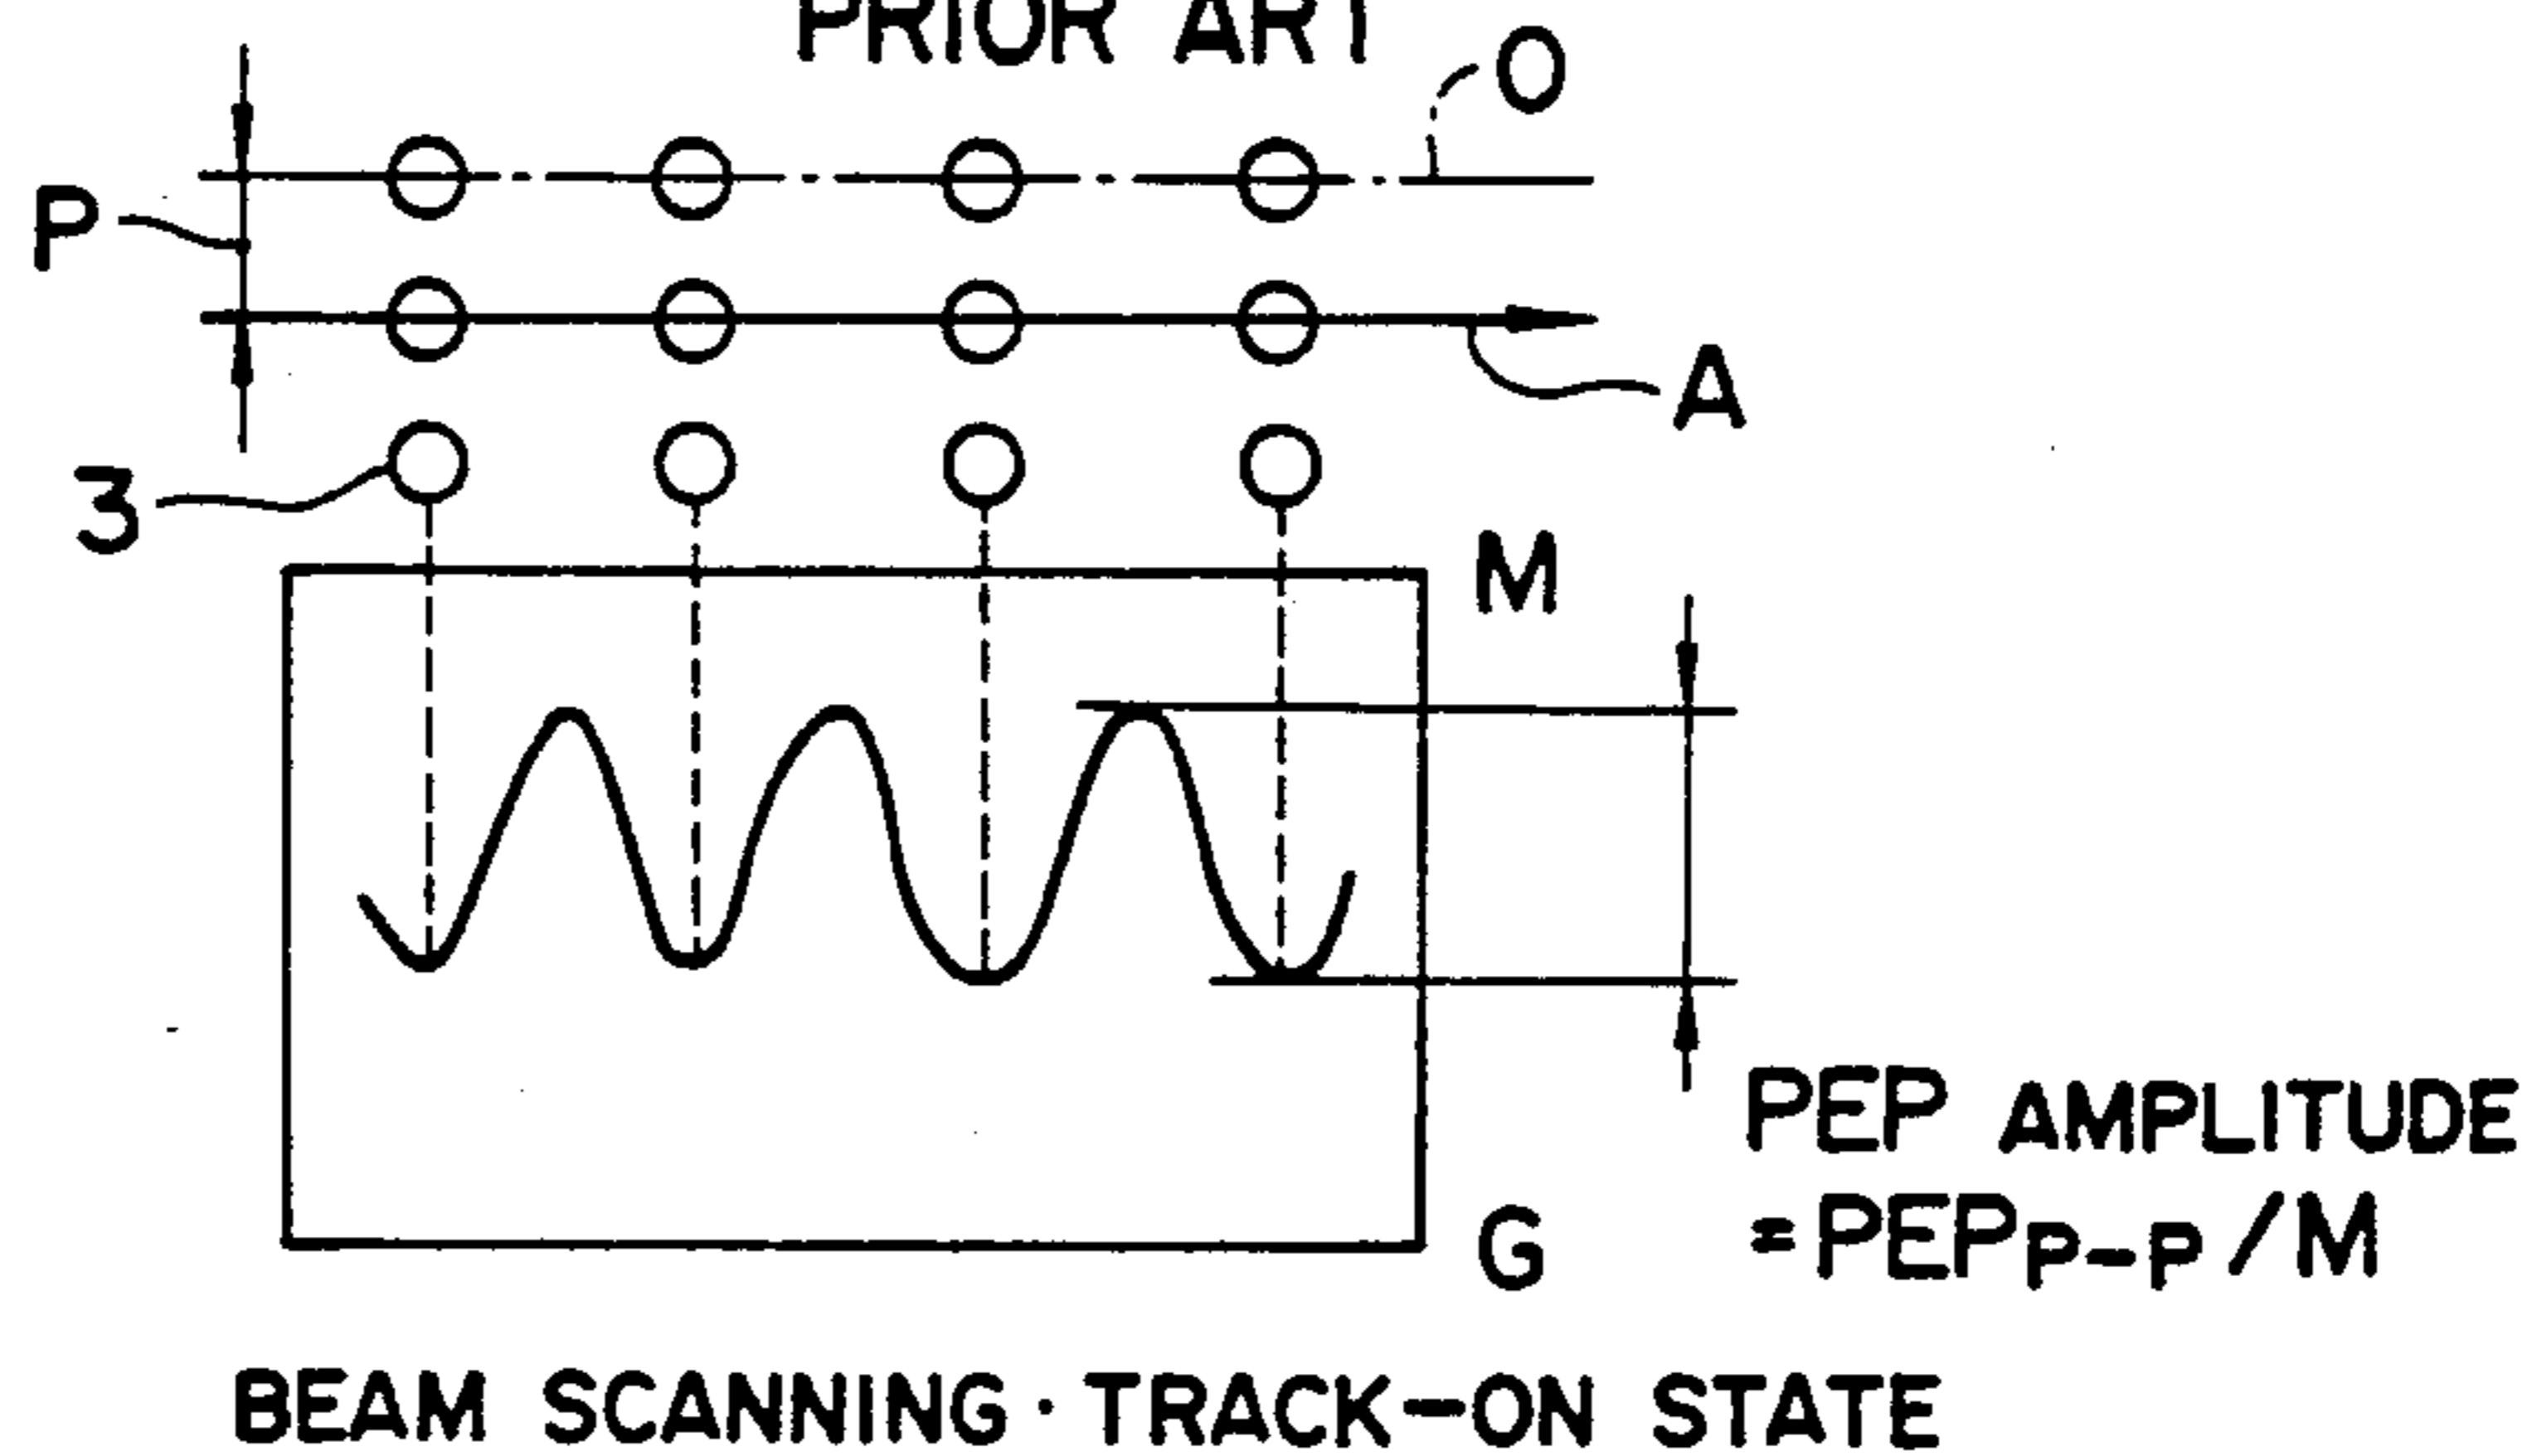 PRIOR ART
O
P
A
3
M
PEP AMPLITUDE
=PEPP-P/M
G
BEAM SCANNING·TRACK-ON STATE